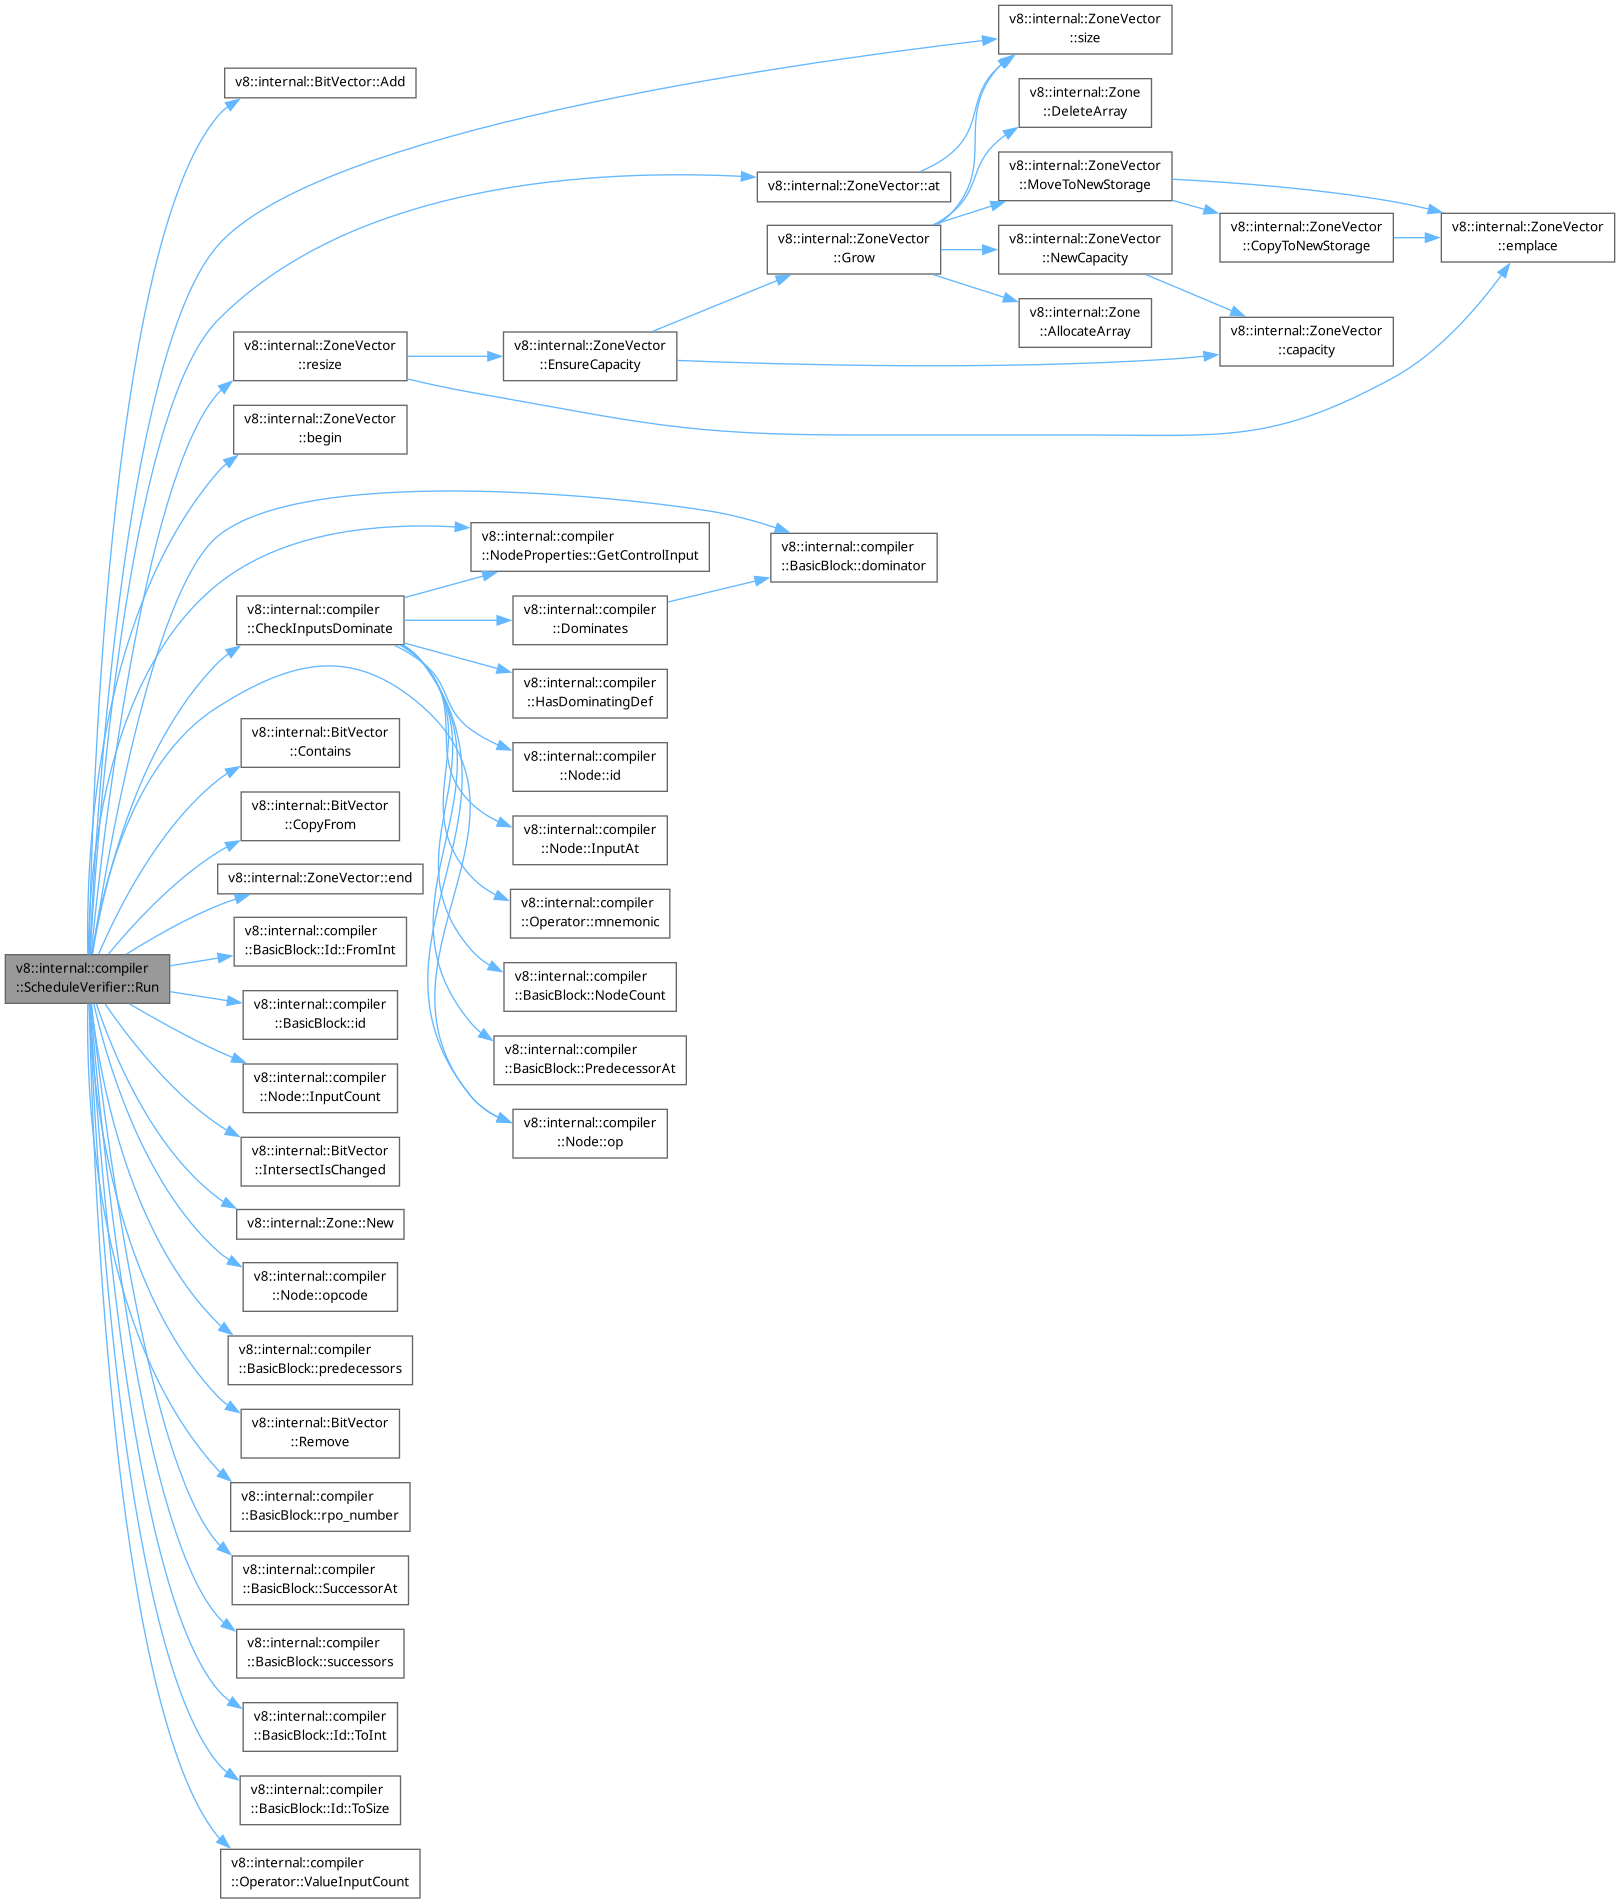 v8::internal::compiler
::ScheduleVerifier::Run
v8::internal::BitVector::Add
v8::internal::ZoneVector
::resize
v8::internal::ZoneVector
::begin
v8::internal::compiler
::CheckInputsDominate
v8::internal::BitVector
::Contains
v8::internal::BitVector
::CopyFrom
v8::internal::ZoneVector::end
v8::internal::compiler
::BasicBlock::Id::FromInt
v8::internal::compiler
::BasicBlock::id
v8::internal::compiler
::Node::InputCount
v8::internal::BitVector
::IntersectIsChanged
v8::internal::Zone::New
v8::internal::compiler
::Node::opcode
v8::internal::compiler
::BasicBlock::predecessors
v8::internal::BitVector
::Remove
v8::internal::compiler
::BasicBlock::rpo_number
v8::internal::compiler
::BasicBlock::SuccessorAt
v8::internal::compiler
::BasicBlock::successors
v8::internal::compiler
::BasicBlock::Id::ToInt
v8::internal::compiler
::BasicBlock::Id::ToSize
v8::internal::compiler
::Operator::ValueInputCount
v8::internal::ZoneVector
::EnsureCapacity
v8::internal::compiler
::NodeProperties::GetControlInput
v8::internal::compiler
::Dominates
v8::internal::compiler
::HasDominatingDef
v8::internal::compiler
::Node::id
v8::internal::compiler
::Node::InputAt
v8::internal::compiler
::Operator::mnemonic
v8::internal::compiler
::BasicBlock::NodeCount
v8::internal::compiler
::BasicBlock::PredecessorAt
v8::internal::compiler
::Node::op
v8::internal::ZoneVector::at
v8::internal::ZoneVector
::Grow
v8::internal::compiler
::BasicBlock::dominator
v8::internal::ZoneVector
::size
v8::internal::Zone
::DeleteArray
v8::internal::ZoneVector
::MoveToNewStorage
v8::internal::ZoneVector
::NewCapacity
v8::internal::Zone
::AllocateArray
v8::internal::ZoneVector
::CopyToNewStorage
v8::internal::ZoneVector
::capacity
v8::internal::ZoneVector
::emplace